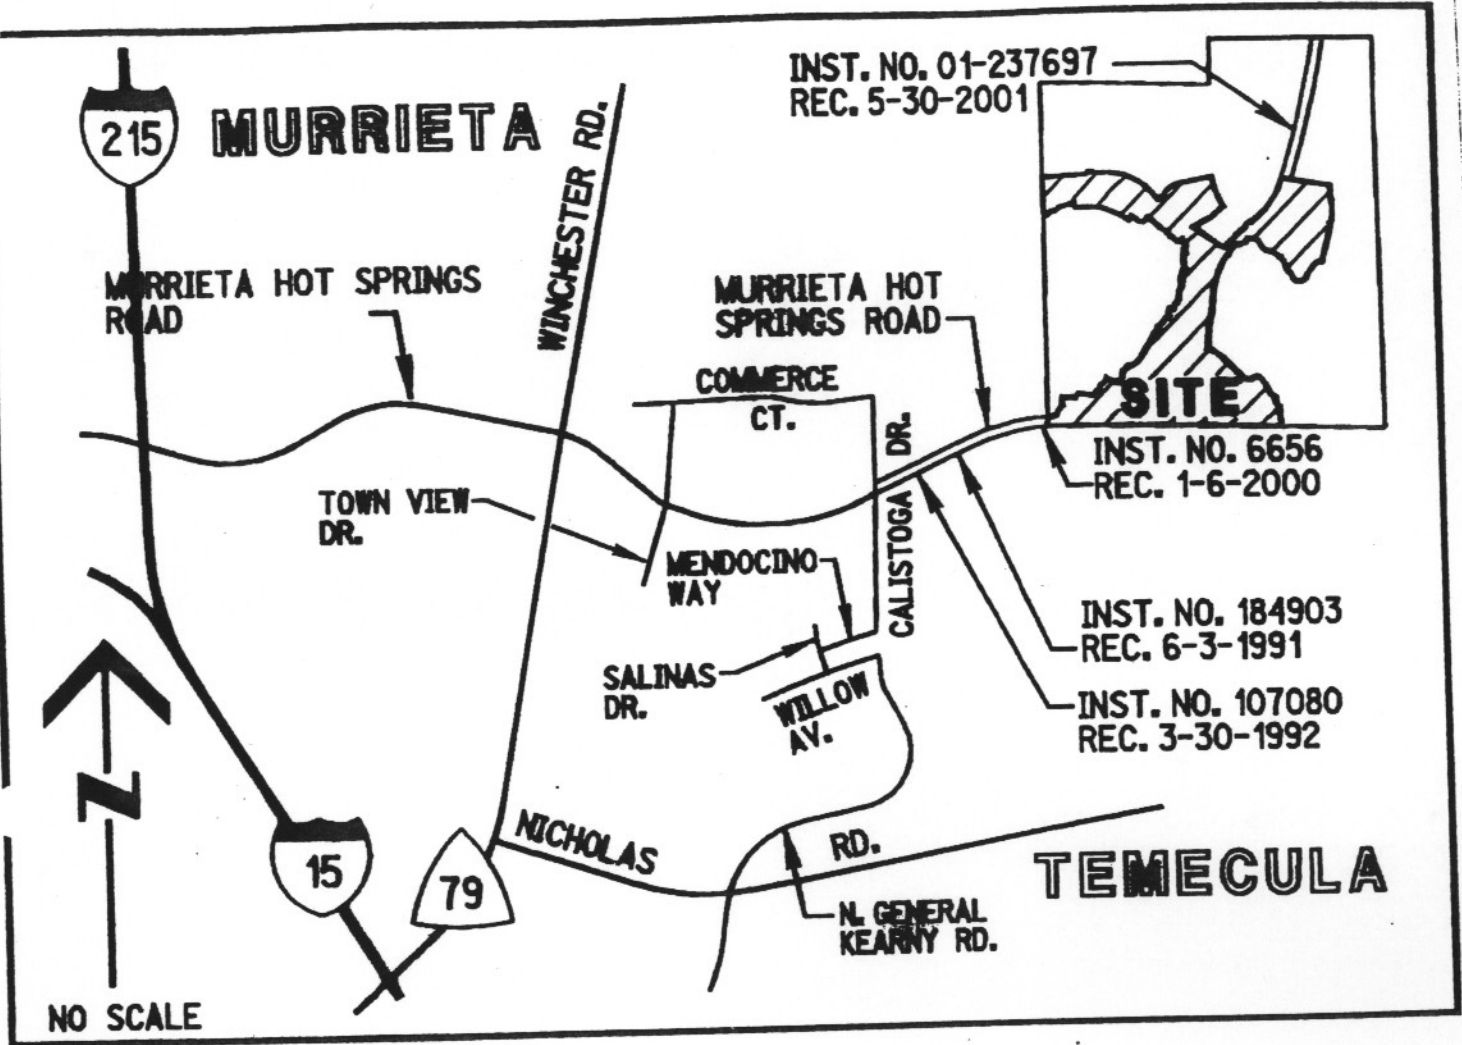 INST. NO. 01-237697
REC. 5-30-2001
215
MURRIETA
WINCHESTER RD.
MURRIETA HOT SPRINGS
ROAD
MURRIETA HOT
SPRINGS ROAD
COMMERCE
CT.
SITE
CALISTOGA DR.
INST. NO. 6656
REC. 1-6-2000
TOWN VIEW
DR.
MENDOCINO
WAY
INST. NO. 184903
REC. 6-3-1991
SALINAS
DR.
WILLOW
AV.
INST. NO. 107080
REC. 3-30-1992
N
NICHOLAS RD.
15
79
TEMECULA
N. GENERAL
KEARNY RD.
NO SCALE